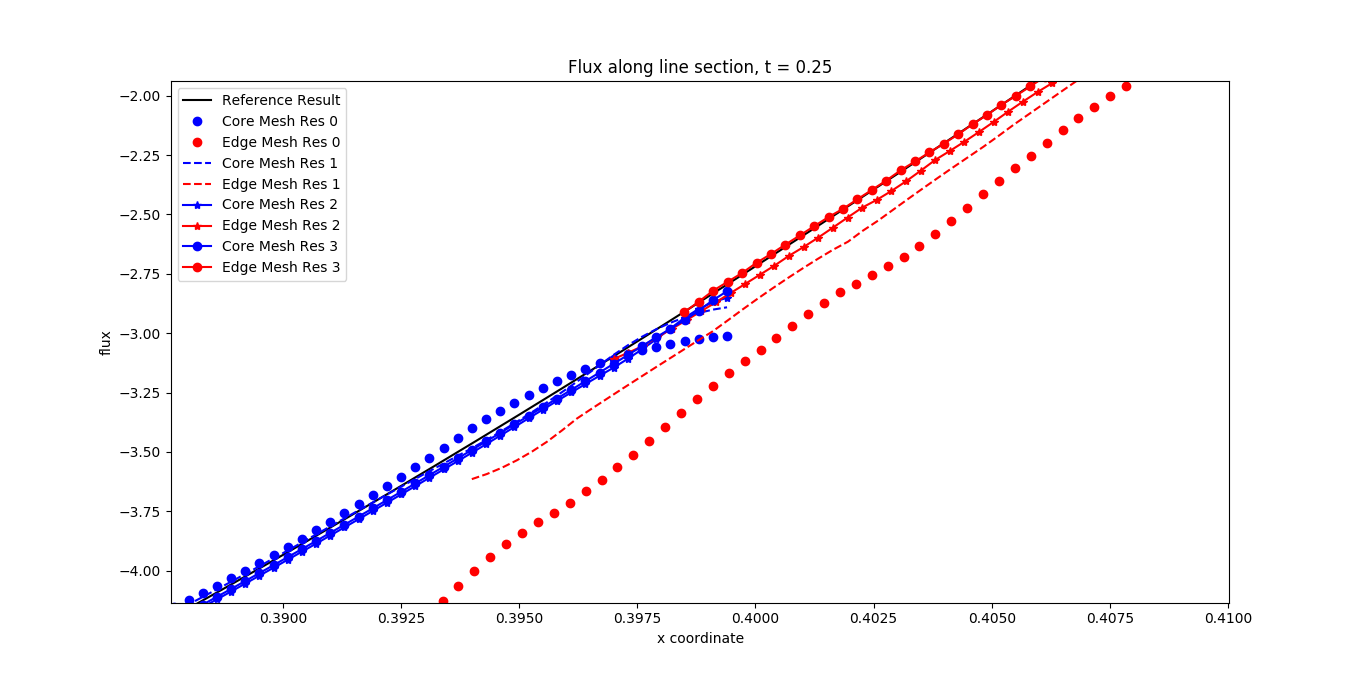 Flux along line section, t = 0.25
Reference Result
Core Mesh Res 0
Edge Mesh Res 0
Core Mesh Res 1
Edge Mesh Res 1
Core Mesh Res 2
Edge Mesh Res 2
Core Mesh Res 3
Edge Mesh Res 3
flux
−2.00
−2.25
−2.50
−2.75
−3.00
−3.25
−3.50
−3.75
−4.00
0.3900 0.3925 0.3950 0.3975 0.4000 0.4025 0.4050 0.4075 0.4100
x coordinate